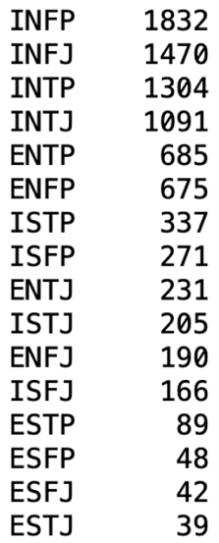 INFP 1832
INFJ 1470
INTP 1304
INTJ 1091
ENTP 685
ENFP 675
ISTP 337
ISFP 271
ENTJ 231
ISTJ 205
ENFJ 190
ISFJ 166
ESTP 89
ESFP 48
ESFJ 42
ESTJ 39